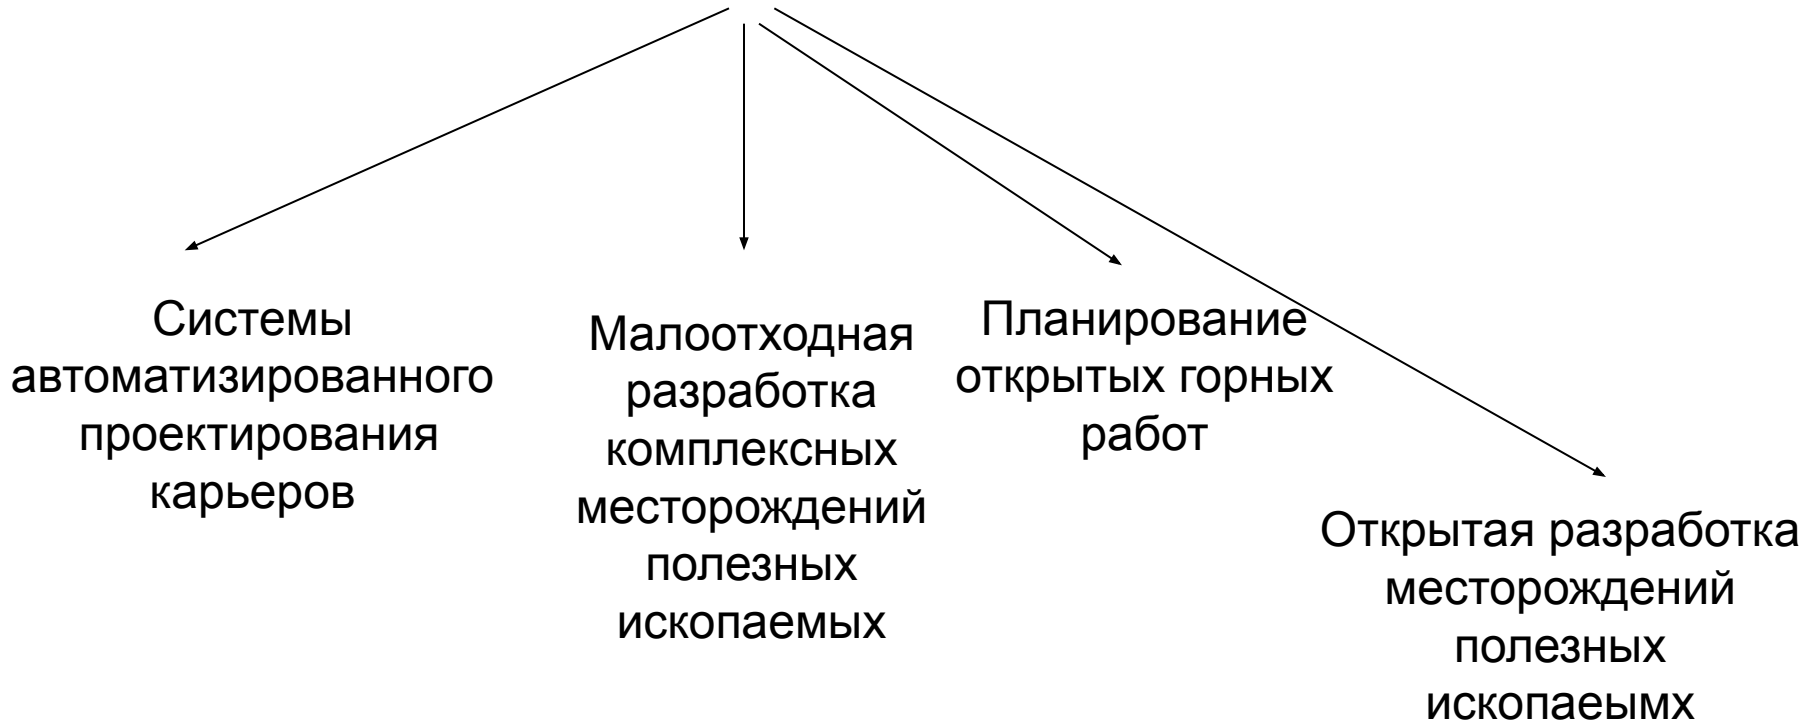 Системы
автоматизированного
проектирования
карьеров
Малоотходная
разработка
комплексных
месторождений
полезных
ископаемых
Планирование
открытых горных
работ
Открытая разработка
месторождений
полезных
ископаеымх